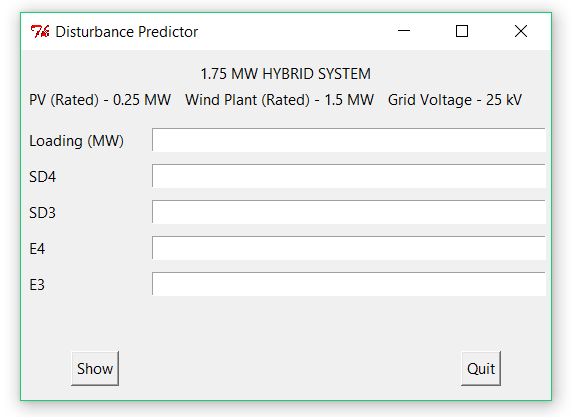 Disturbance Predictor
1.75 MW HYBRID SYSTEM
PV (Rated) - 0.25 MW Wind Plant (Rated) - 1.5 MW Grid Voltage - 25 kV
Loading (MW)
SD4
SD3
E4
E3
Show Quit